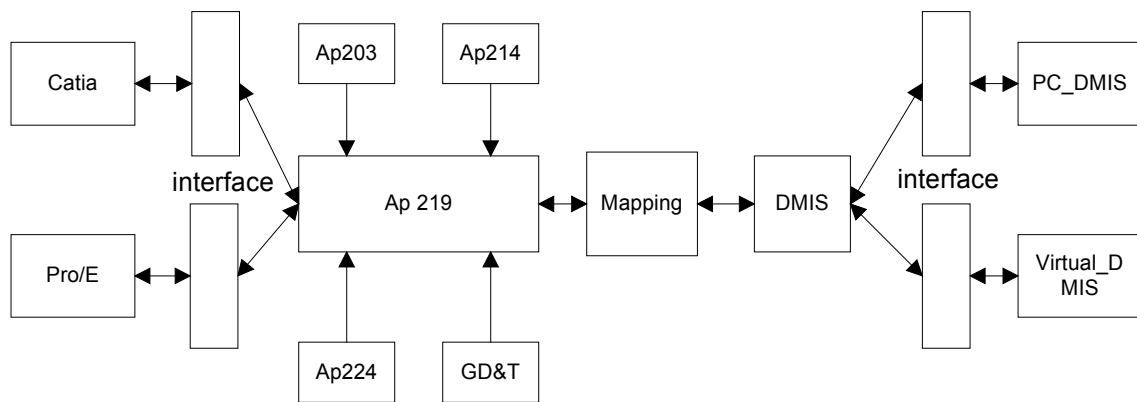 Ap203
Ap214
Catia
PC_DMIS
interface
interface
Ap 219
Mapping
DMIS
Pro/E
Virtual_D
MIS
Ap224
GD&T